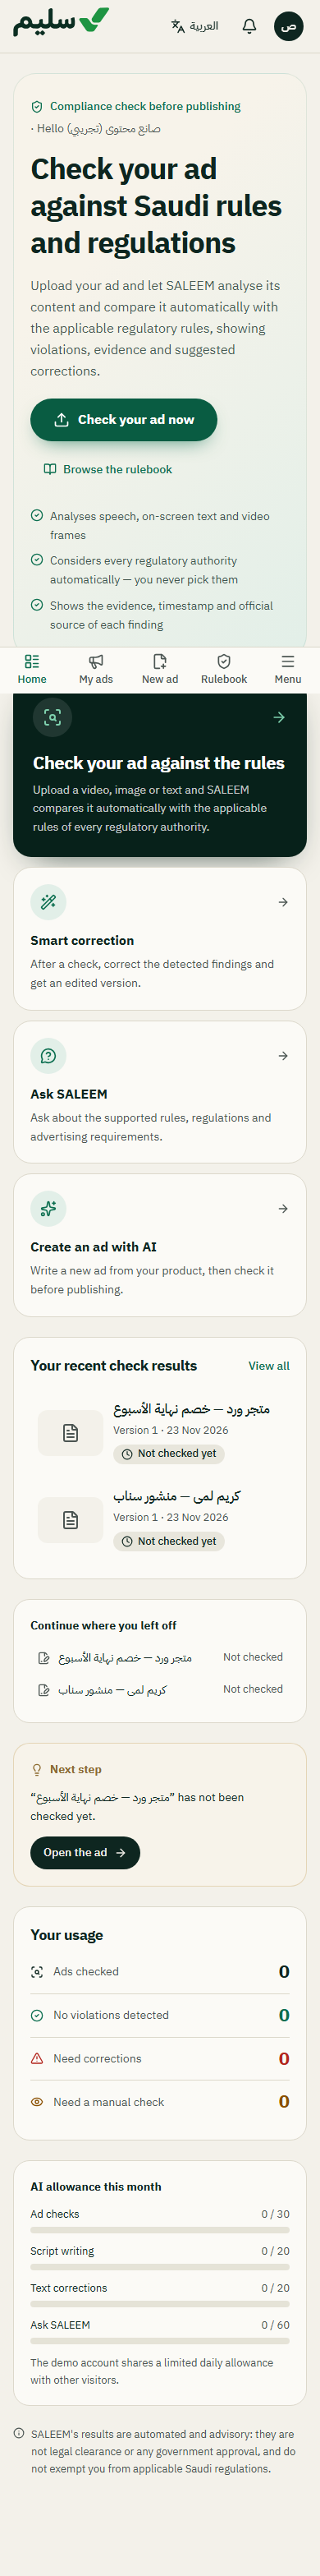 سليم
العربية
ص
Compliance check before publishing
· Hello (تجريبي) صانع محتوى
Check your ad
against Saudi rules
and regulations
Upload your ad and let SALEEM analyse its
content and compare it automatically with
the applicable regulatory rules, showing
violations, evidence and suggested
corrections.
Check your ad now
Browse the rulebook
Analyses speech, on-screen text and video
frames
Considers every regulatory authority
automatically — you never pick them
Shows the evidence, timestamp and official
source of each finding
Home My ads New ad Rulebook Menu
Check your ad against the rules
Upload a video, image or text and SALEEM
compares it automatically with the applicable
rules of every regulatory authority.
Smart correction
After a check, correct the detected findings and
get an edited version.
Ask SALEEM
Ask about the supported rules, regulations and
advertising requirements.
Create an ad with AI
Write a new ad from your product, then check it
before publishing.
Your recent check results View all
متجر ورد — خصم نهاية الأسبوع
Version 1 · 23 Nov 2026
Not checked yet
كريم لمى — منشور سناب
Version 1 · 23 Nov 2026
Not checked yet
Continue where you left off
متجر ورد — خصم نهاية الأسبوع Not checked
كريم لمى — منشور سناب Not checked
Next step
“متجر ورد — خصم نهاية الأسبوع” has not been
checked yet.
Open the ad
Your usage
Ads checked 0
No violations detected 0
Need corrections 0
Need a manual check 0
AI allowance this month
Ad checks 0 / 30
Script writing 0 / 20
Text corrections 0 / 20
Ask SALEEM 0 / 60
The demo account shares a limited daily allowance
with other visitors.
SALEEM's results are automated and advisory: they are
not legal clearance or any government approval, and do
not exempt you from applicable Saudi regulations.